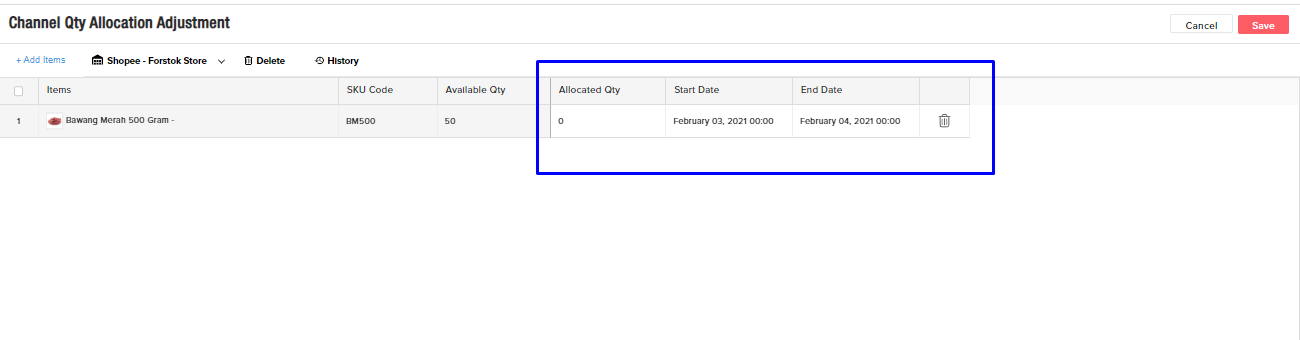 Channel Qty Allocation Adjustment
Cancel
Save
+ Add Items
Shopee - Forstok Store
Delete
History
Items
SKU Code
Available Qty
Allocated Qty
Start Date
End Date
1
Bawang Merah 500 Gram -
BM500
50
0
February 03, 2021 00:00
February 04, 2021 00:00